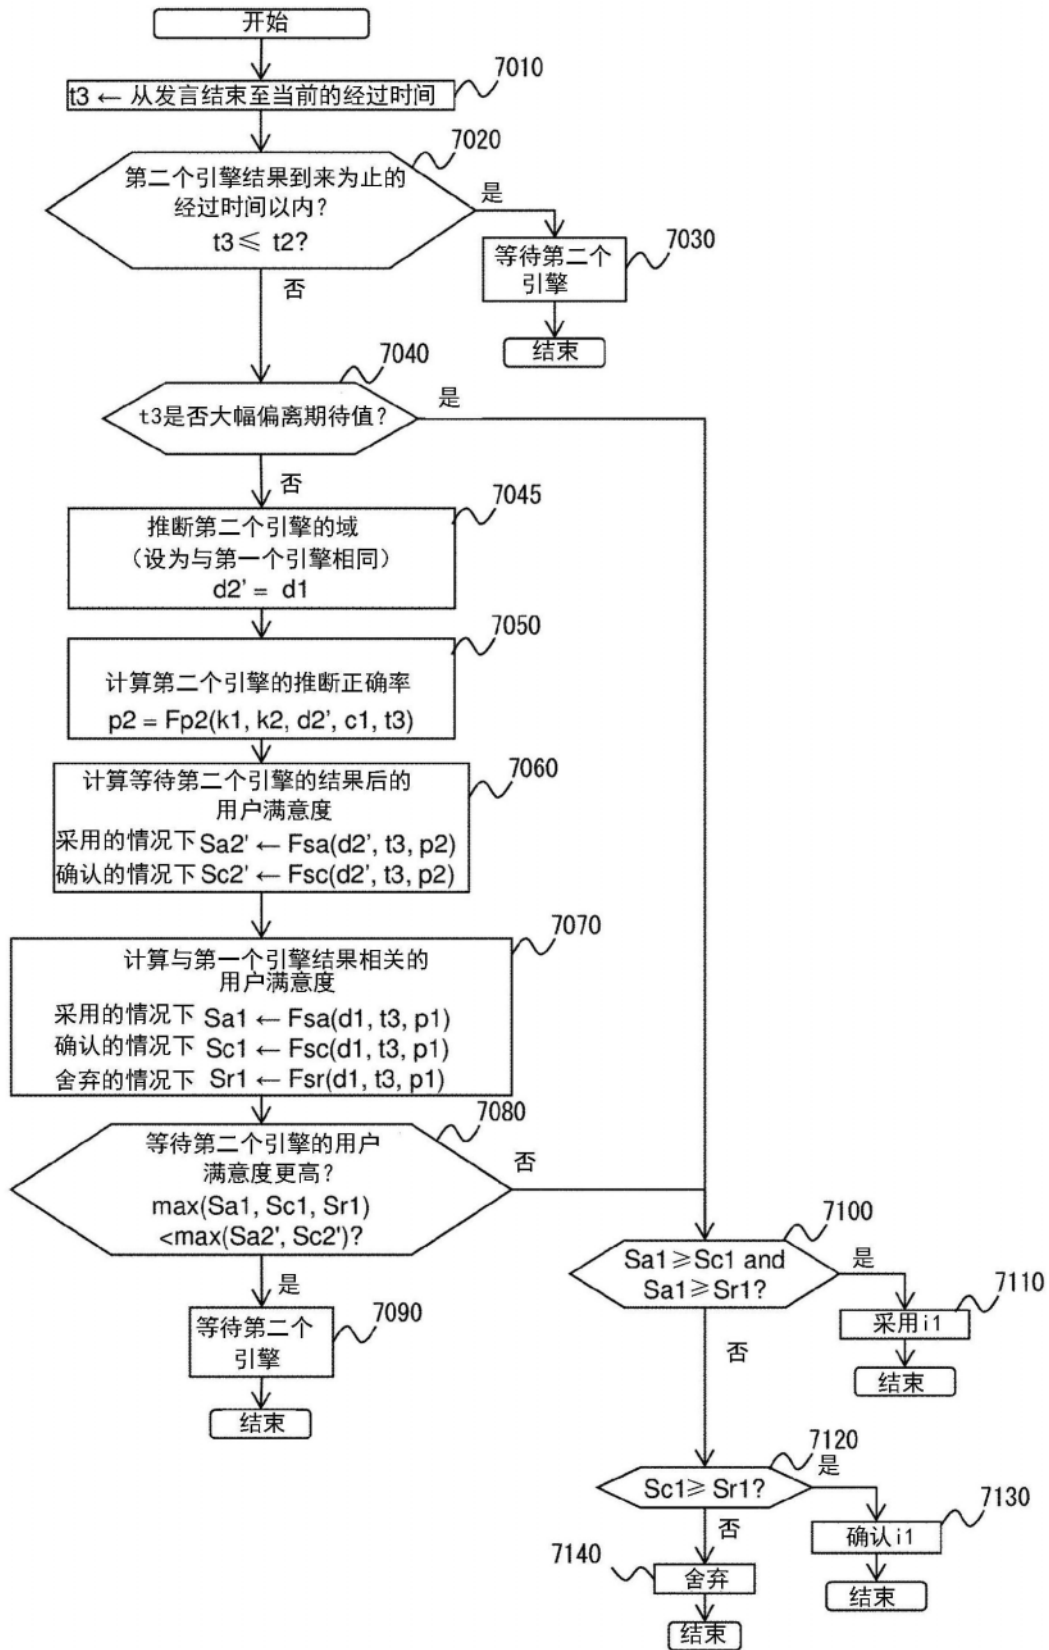 开始
7010
t3 ← 从发言结束至当前的经过时间
7020
第二个引擎结果到来为止的
经过时间以内？
t3≤ t2?
是
7030
等待第二个
引擎
否
结束
7040
t3是否大幅偏离期待值？
是
否
7045
推断第二个引擎的域
（设为与第一个引擎相同）
d2' = d1
7050
计算第二个引擎的推断正确率
p2 = Fp2(k1, k2, d2', c1, t3)
7060
计算等待第二个引擎的结果后的
用户满意度
采用的情况下 Sa2' ← Fsa(d2', t3, p2)
确认的情况下 Sc2' ← Fsc(d2', t3, p2)
7070
计算与第一个引擎结果相关的
用户满意度
采用的情况下 Sa1 ← Fsa(d1, t3, p1)
确认的情况下 Sc1 ← Fsc(d1, t3, p1)
舍弃的情况下 Sr1 ← Fsr(d1, t3, p1)
7080
等待第二个引擎的用户
满意度更高？
max(Sa1, Sc1, Sr1)
<max(Sa2', Sc2')?
否
是
7090
等待第二个
引擎
结束
7100
Sa1≥Sc1 and
Sa1≥Sr1?
是
7110
采用i1
结束
否
7120
Sc1≥ Sr1?
是
7130
确认i1
结束
否
7140
舍弃
结束